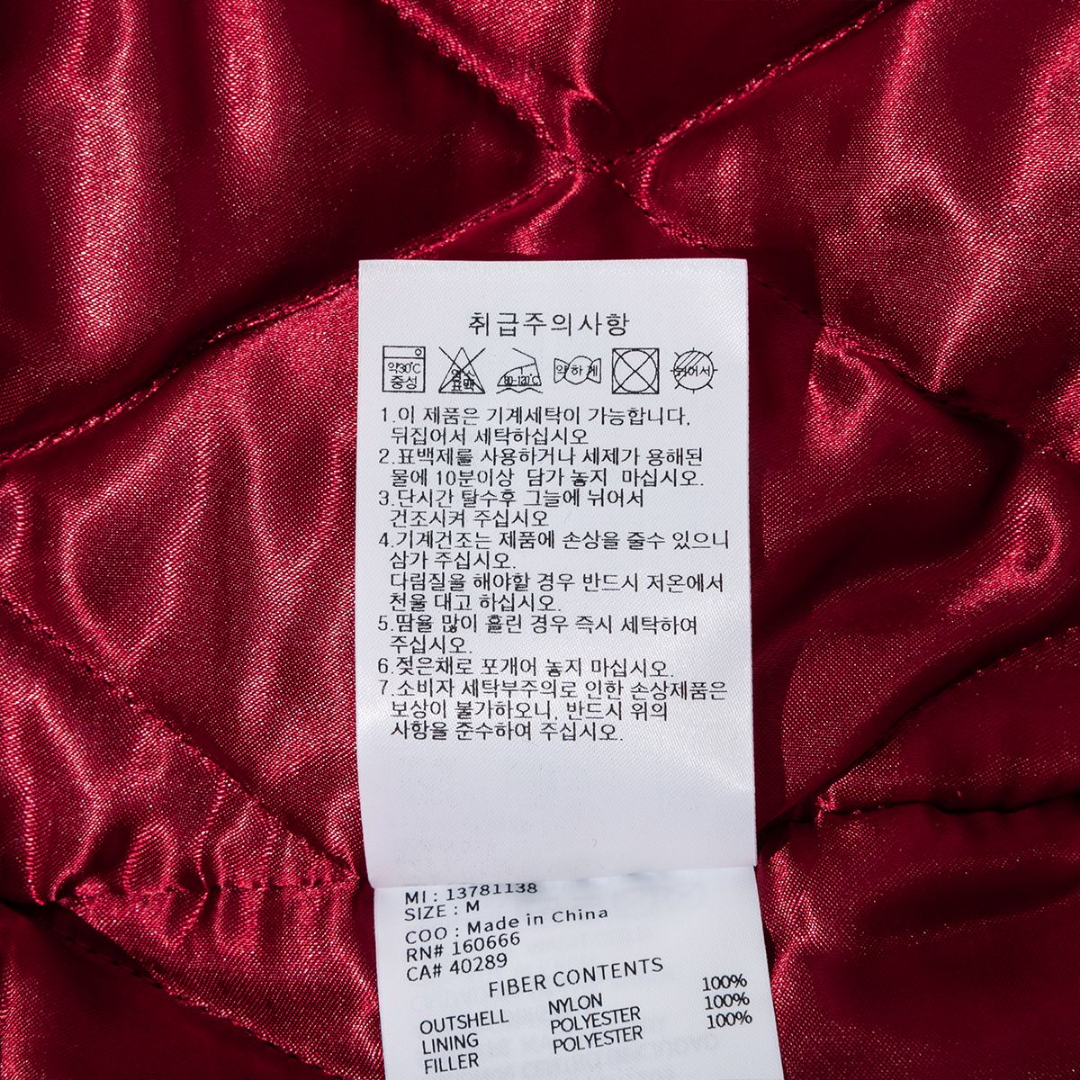 취급주의사항
약30℃ 중성 염소표백 80-120℃ 약하게 뉘어서
1.이 제품은 기계세탁이 가능합니다.
뒤집어서 세탁하십시오
2.표백제를 사용하거나 세제가 용해된
물에 10분이상 담가 놓지 마십시오.
3.단시간 탈수후 그늘에 뉘어서
건조시켜 주십시오
4.기계건조는 제품에 손상을 줄수 있으니
삼가 주십시오.
다림질을 해야할 경우 반드시 저온에서
천을 대고 하십시오.
5.땀을 많이 흘린 경우 즉시 세탁하여
주십시오.
6.젖은채로 포개어 놓지 마십시오.
7.소비자 세탁부주의로 인한 손상제품은
보상이 불가하오니, 반드시 위의
사항을 준수하여 주십시오.
MI : 13781138
SIZE : M
COO : Made in China
RN# 160666
CA# 40289
FIBER CONTENTS
OUTSHELL NYLON 100%
LINING POLYESTER 100%
FILLER POLYESTER 100%